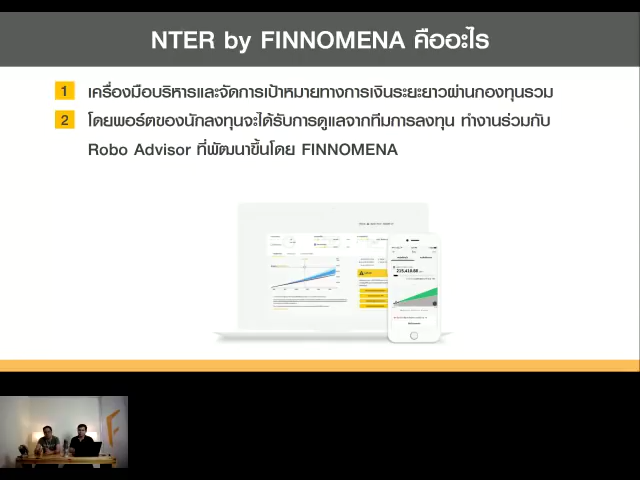 NTER by FINNOMENA คืออะไร
1 เครื่องมือบริหารและจัดการเป้าหมายทางการเงินระยะยาวผ่านกองทุนรวม
2 โดยพอร์ตของนักลงทุนจะได้รับการดูแลจากทีมการลงทุน ทำงานร่วมกับ
Robo Advisor ที่พัฒนาขึ้นโดย FINNOMENA